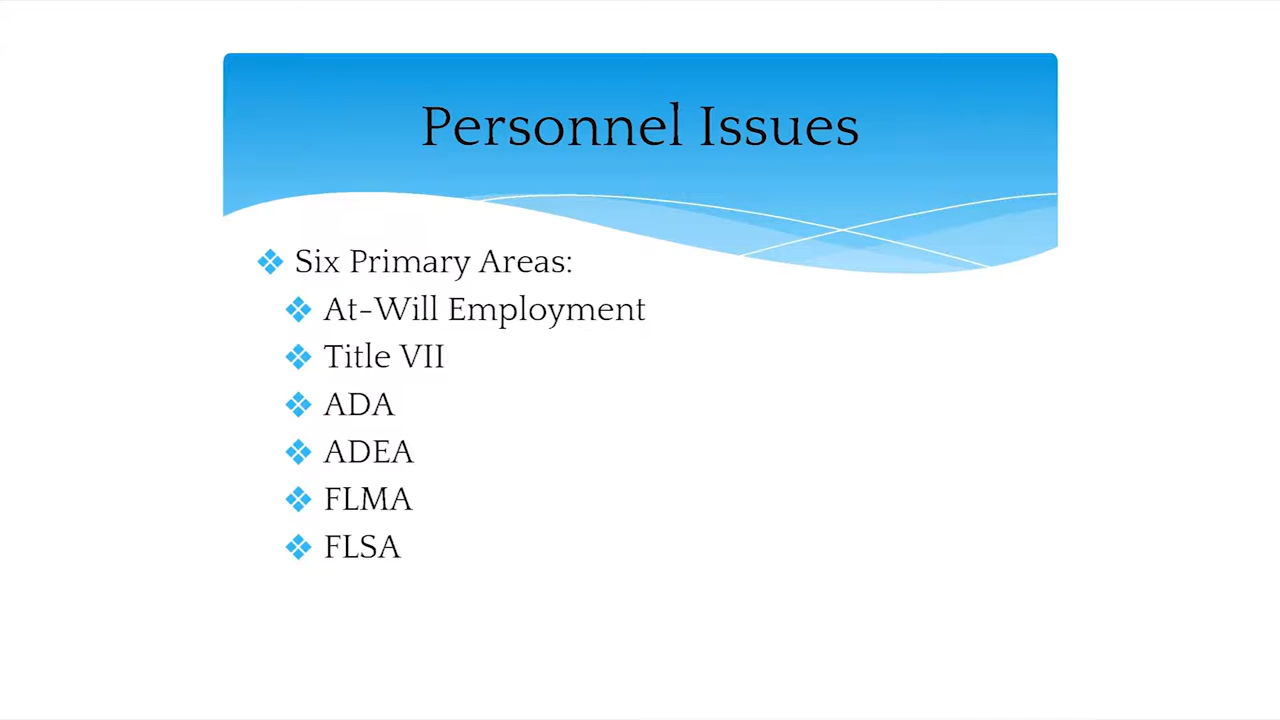 Personnel Issues
Six Primary Areas:
At-Will Employment
Title VII
ADA
ADEA
FLMA
FLSA